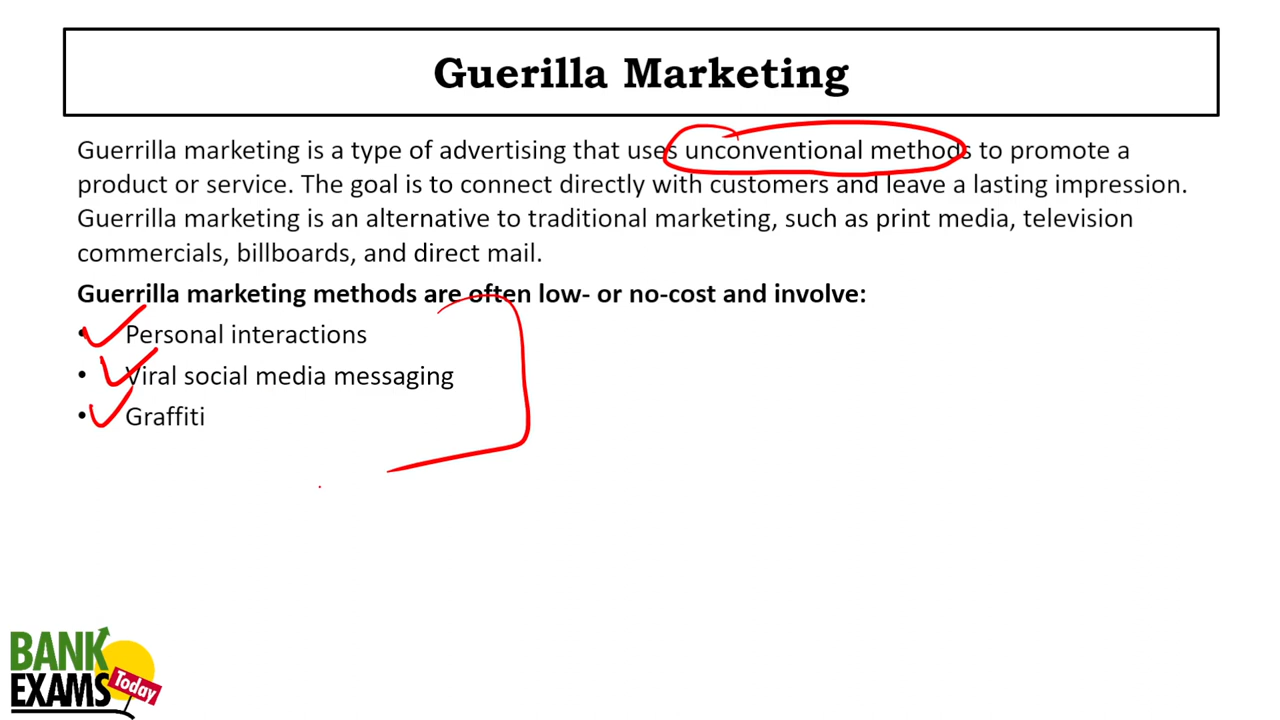 Guerilla Marketing
Guerrilla marketing is a type of advertising that uses unconventional methods to promote a
product or service. The goal is to connect directly with customers and leave a lasting impression.
Guerrilla marketing is an alternative to traditional marketing, such as print media, television
commercials, billboards, and direct mail.
Guerrilla marketing methods are often low- or no-cost and involve:
• Personal interactions
• Viral social media messaging
• Graffiti
BANK
EXAMS
Today